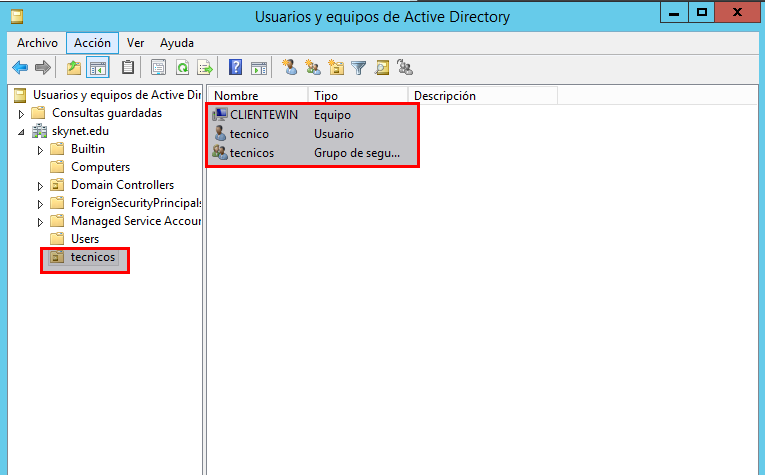 Usuarios y equipos de Active Directory
Archivo Acción Ver Ayuda
Usuarios y equipos de Active Dir
Consultas guardadas
skynet.edu
Builtin
Computers
Domain Controllers
ForeignSecurityPrincipals
Managed Service Accour
Users
tecnicos
Nombre Tipo Descripción
CLIENTEWIN Equipo
tecnico Usuario
tecnicos Grupo de segu...